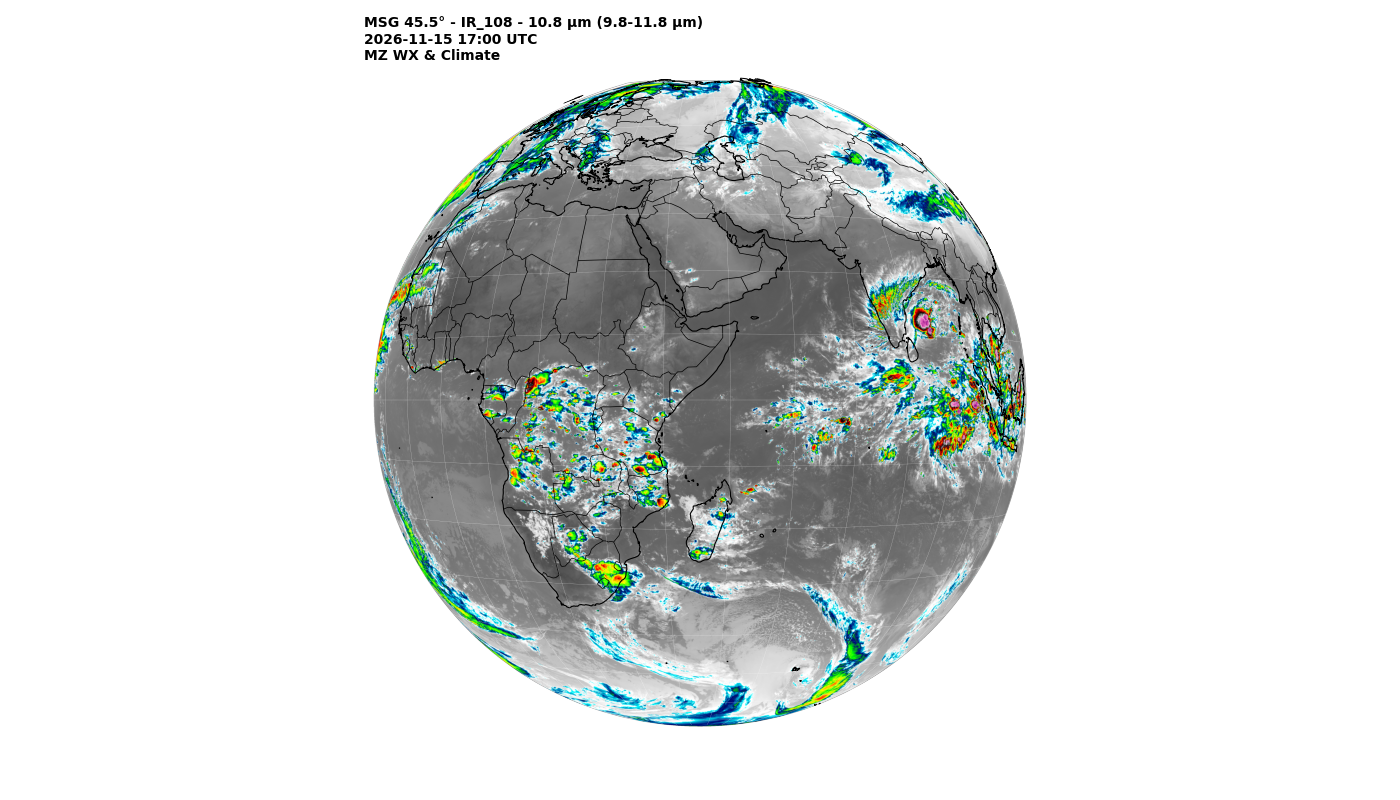 MSG 45.5° - IR_108 - 10.8 μm (9.8-11.8 μm)
2026-11-15 17:00 UTC
MZ WX & Climate